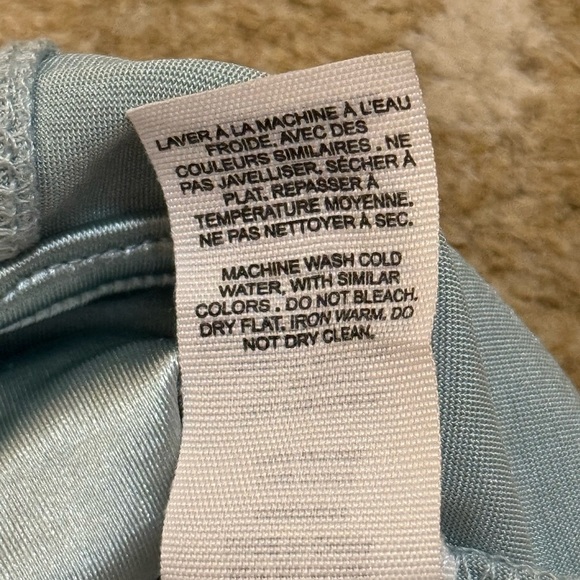 LAVER À LA MACHINE À L'EAU
FROIDE, AVEC DES
COULEURS SIMILAIRES . NE
PAS JAVELLISER. SÉCHER À
PLAT. REPASSER À
TEMPÉRATURE MOYENNE.
NE PAS NETTOYER À SEC.
MACHINE WASH COLD
WATER, WITH SIMILAR
COLORS . DO NOT BLEACH.
DRY FLAT. IRON WARM. DO
NOT DRY CLEAN.